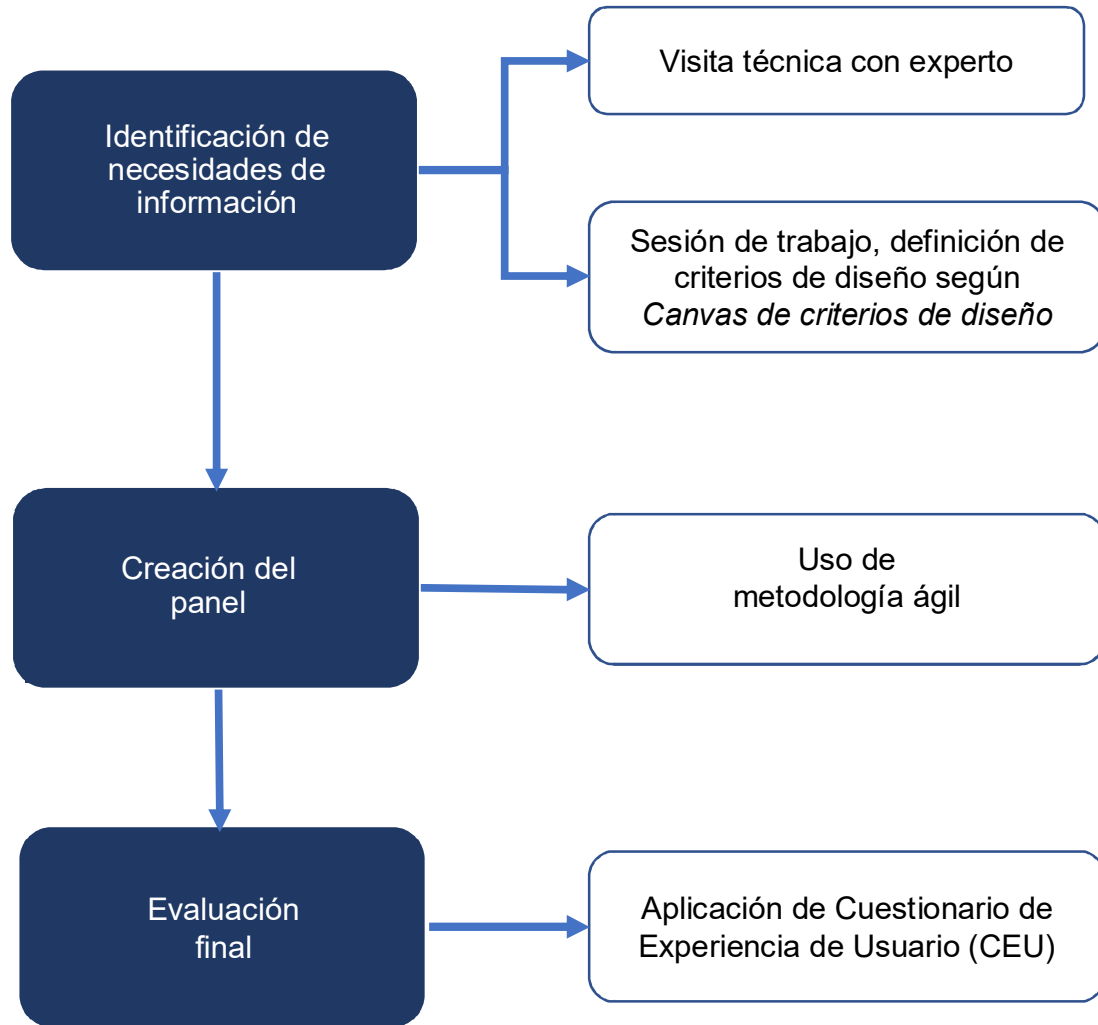 Visita técnica con experto
Identificación de
necesidades de
información
Sesión de trabajo, definición de
criterios de diseño según
Canvas de criterios de diseño
Creación del
panel
Uso de
metodología ágil
Evaluación
final
Aplicación de Cuestionario de
Experiencia de Usuario (CEU)